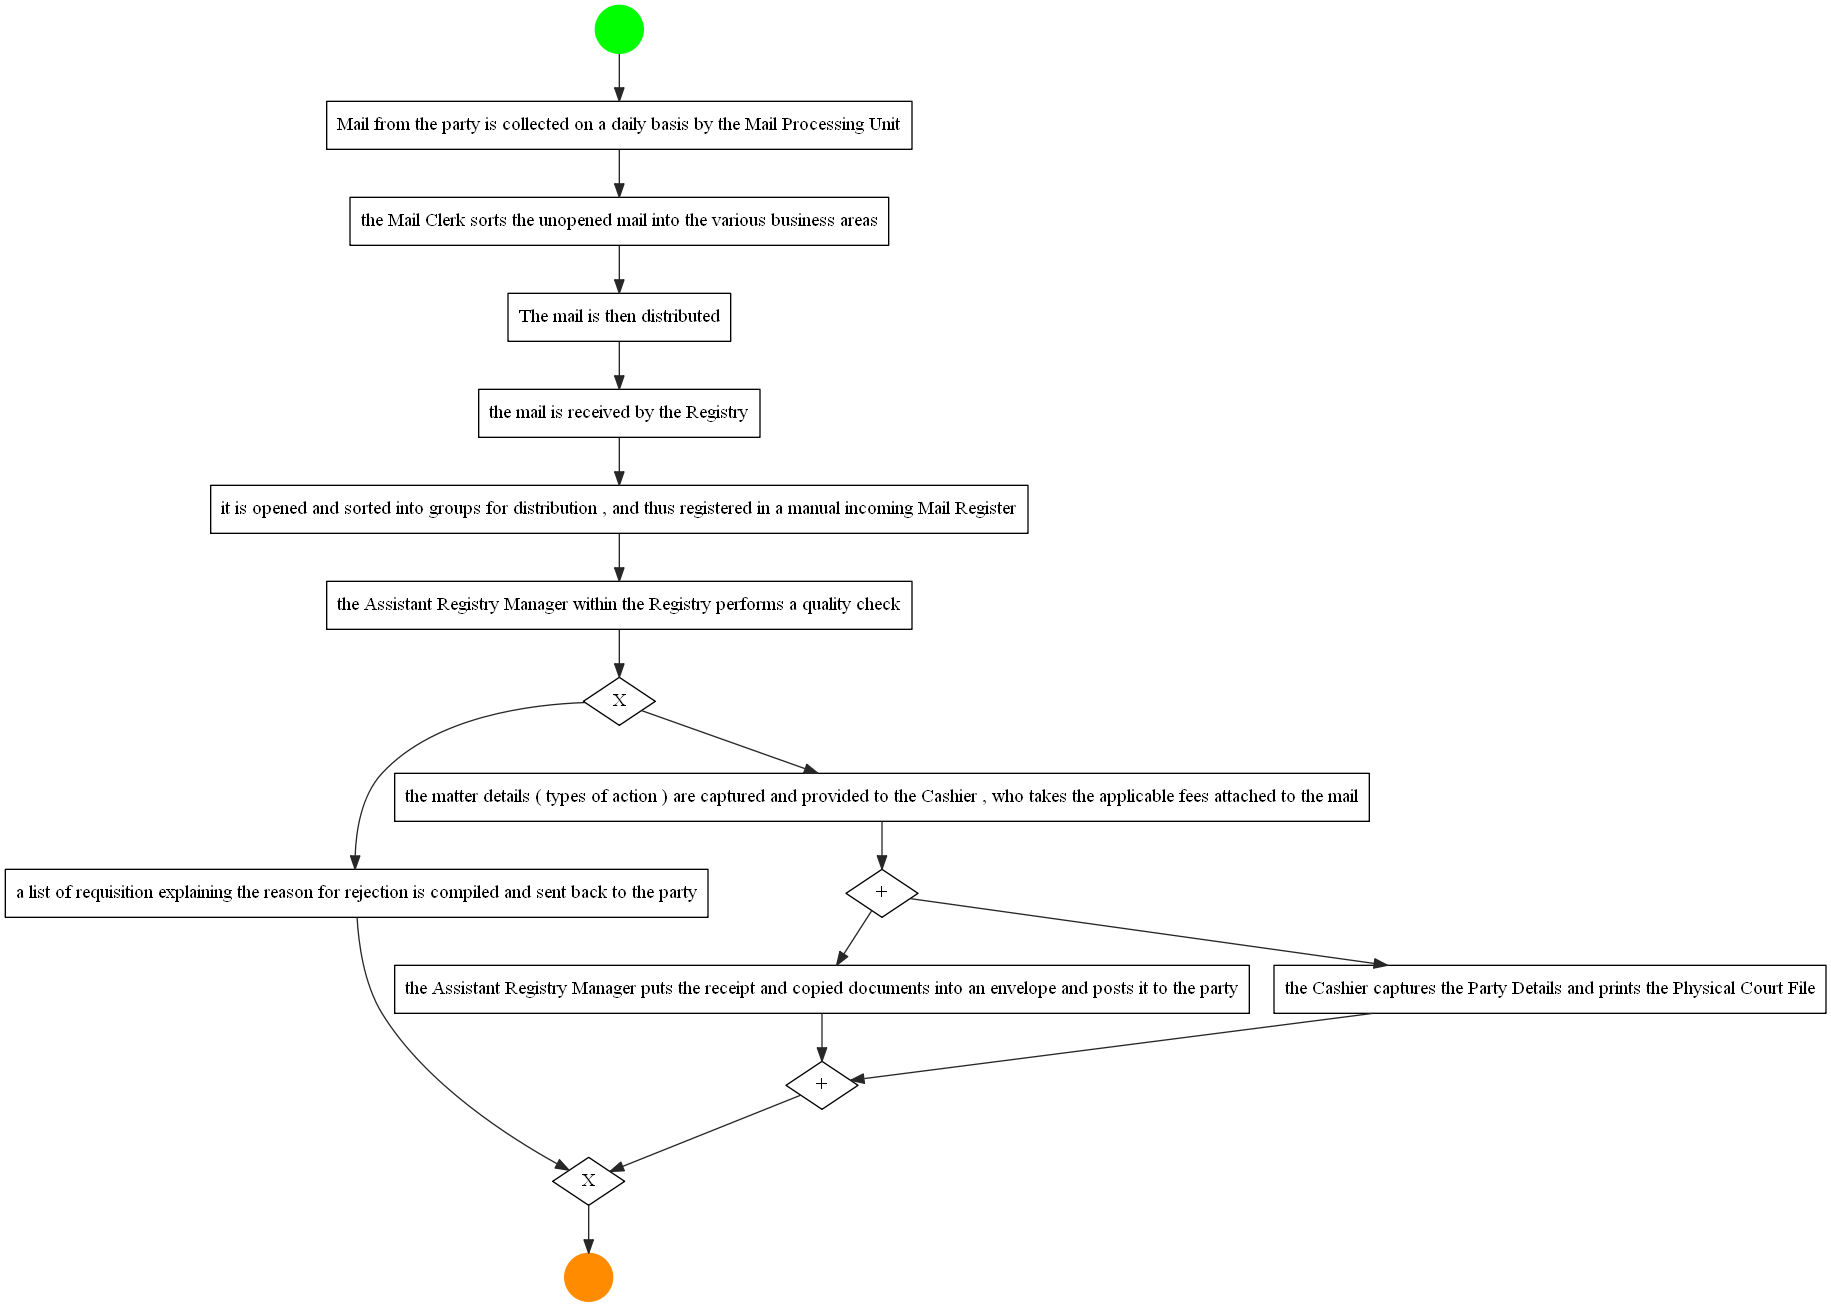 Mail from the party is collected on a daily basis by the Mail Processing Unit
the Mail Clerk sorts the unopened mail into the various business areas
The mail is then distributed
the mail is received by the Registry
it is opened and sorted into groups for distribution , and thus registered in a manual incoming Mail Register
the Assistant Registry Manager within the Registry performs a quality check
X
the matter details ( types of action ) are captured and provided to the Cashier , who takes the applicable fees attached to the mail
a list of requisition explaining the reason for rejection is compiled and sent back to the party
+
the Assistant Registry Manager puts the receipt and copied documents into an envelope and posts it to the party
the Cashier captures the Party Details and prints the Physical Court File
+
X